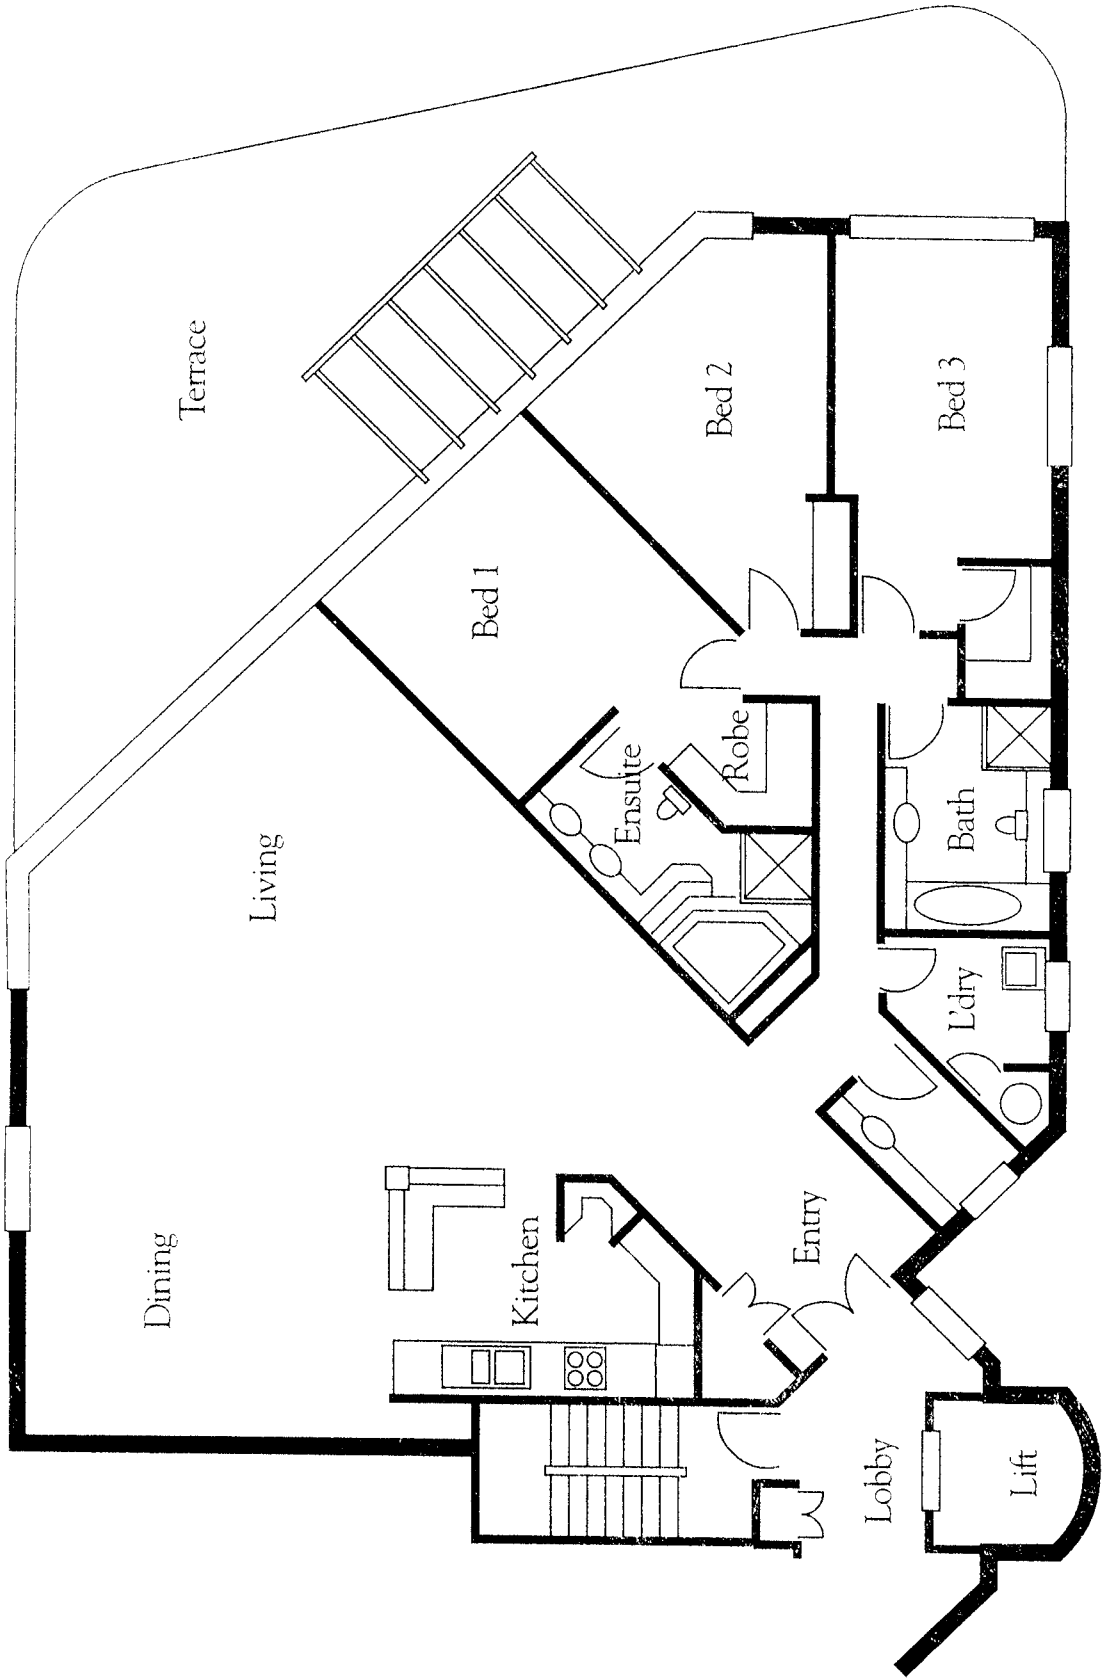 Terrace
Living
Dining
Bed 1
Bed 2
Bed 3
Ensuite
Robe
Bath
L'dry
Kitchen
Entry
Lobby
Lift